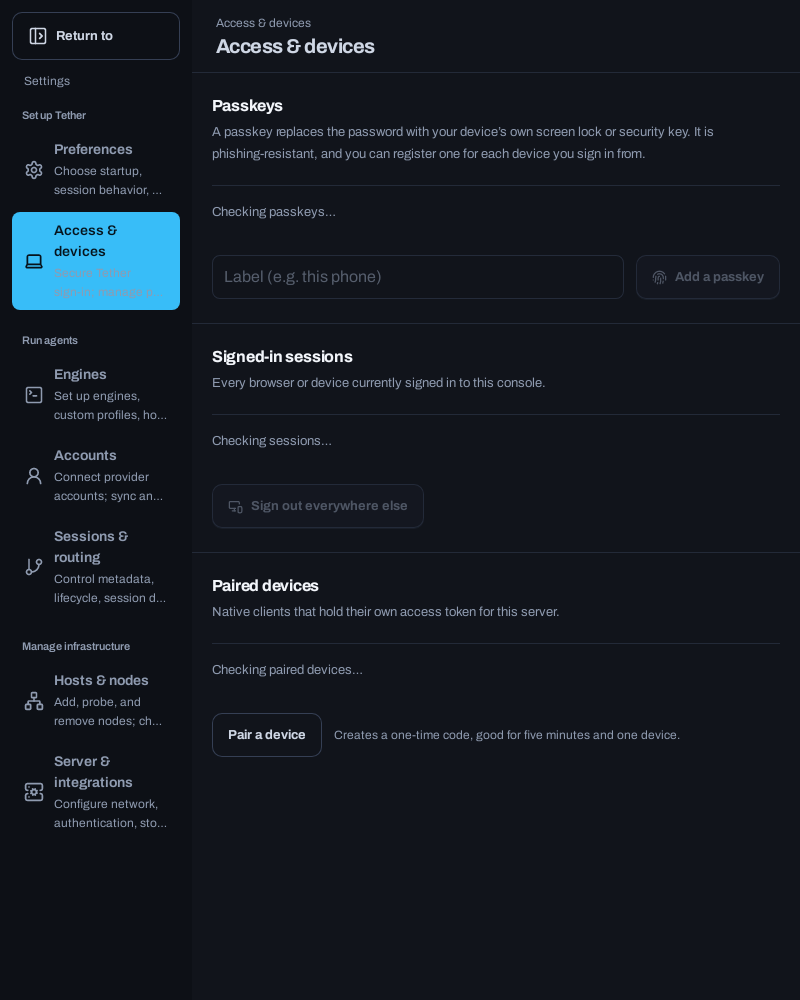 Return to
Settings
Set up Tether
Preferences
Choose startup,
session behavior, ...
Access &
devices
Run agents
Engines
Set up engines,
custom profiles, ho...
Accounts
Connect provider
accounts; sync an...
Sessions &
routing
Control metadata,
lifecycle, session d...
Manage infrastructure
Hosts & nodes
Add, probe, and
remove nodes; ch...
Server &
integrations
Configure network,
authentication, sto...
Access & devices
Access & devices
Passkeys
A passkey replaces the password with your device's own screen lock or security key. It is
phishing-resistant, and you can register one for each device you sign in from.
Checking passkeys...
Label (e.g. this phone)
Add a passkey
Signed-in sessions
Every browser or device currently signed in to this console.
Checking sessions...
Sign out everywhere else
Paired devices
Native clients that hold their own access token for this server.
Checking paired devices...
Pair a device
Creates a one-time code, good for five minutes and one device.